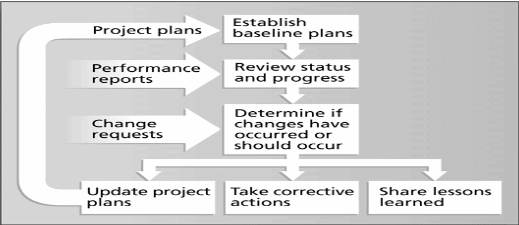 Project plans
Establish
baseline plans
Performance
reports
Review status
and progress
Change
requests
Determine if
changes have
occurred or
should occur
Update project
plans
Take corrective
actions
Share lessons
learned